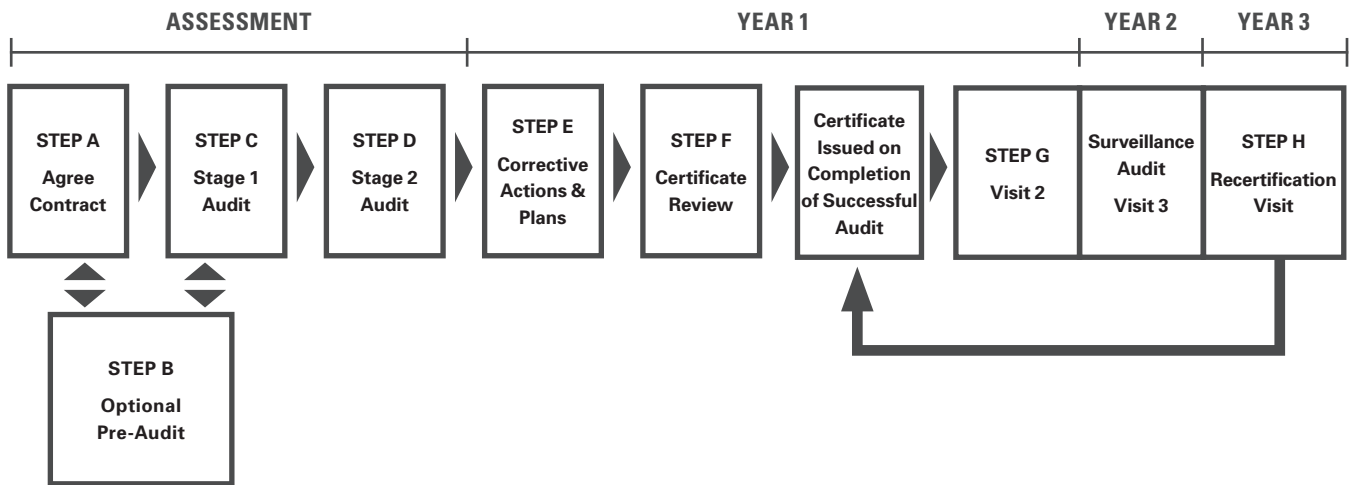 ASSESSMENT
YEAR 1
YEAR 2
YEAR 3
STEP A
Agree
Contract
STEP C
Stage 1
Audit
STEP D
Stage 2
Audit
STEP E
Corrective
Actions &
Plans
STEP F
Certificate
Review
Certificate
Issued on
Completion
of Successful
Audit
STEP G
Visit 2
Surveillance
Audit
Visit 3
STEP H
Recertification
Visit
STEP B
Optional
Pre-Audit